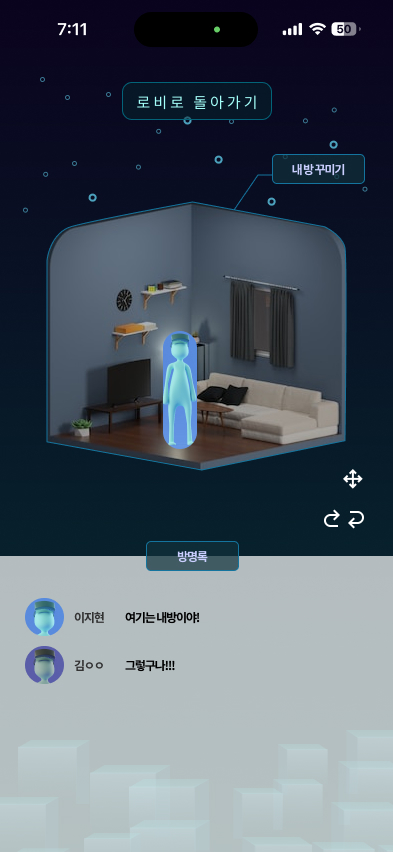 7:11
50
로비로 돌아가기
내 방 꾸미기
방명록
이지현 여기는 내 방이야!
김ㅇㅇ 그렇구나!!!